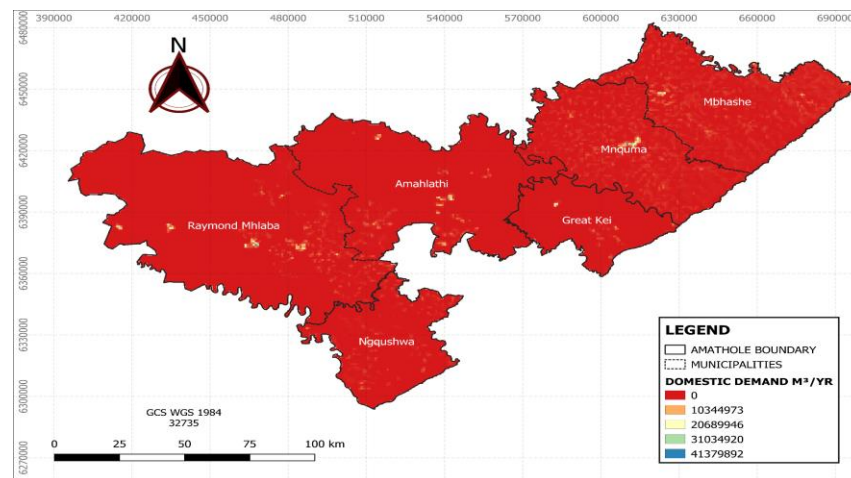 390000 420000 450000 480000 510000 540000 570000 600000 630000 660000 690000
6480000
6450000
6420000
6390000
6360000
6330000
6300000
6270000
N
Mbhashe
Mnquma
Amahlathi
Great Kei
Raymond Mhlaba
Ngqushwa
GCS WGS 1984
32735
0 25 50 75 100 km
LEGEND
AMATHOLE BOUNDARY
MUNICIPALITIES
DOMESTIC DEMAND M³/YR
0
10344973
20689946
31034920
41379892